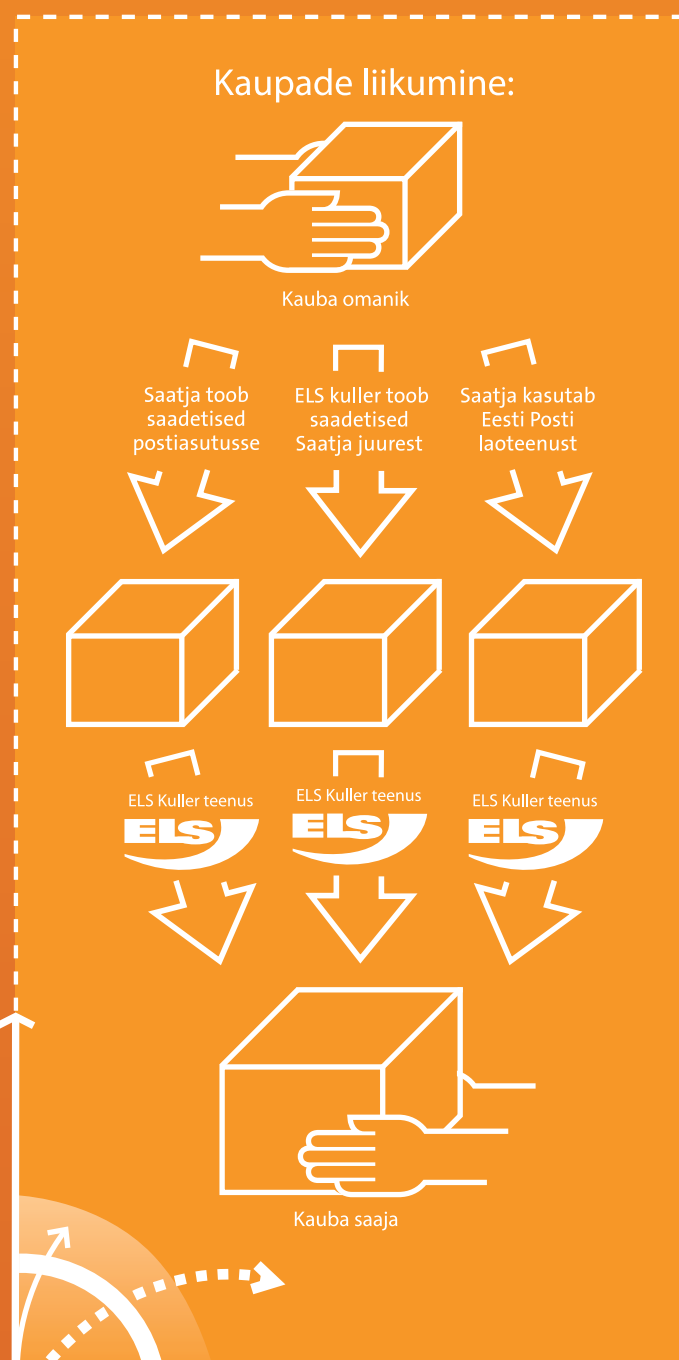 Kaupade liikumine:
Kauba omanik
Saatja toob
saadetised
postiasutusse
ELS kuller toob
saadetised
Saatja juurest
Saatja kasutab
Eesti Posti
laoteenust
ELS Kuller teenus
ELS
ELS Kuller teenus
ELS
ELS Kuller teenus
ELS
Kauba saaja